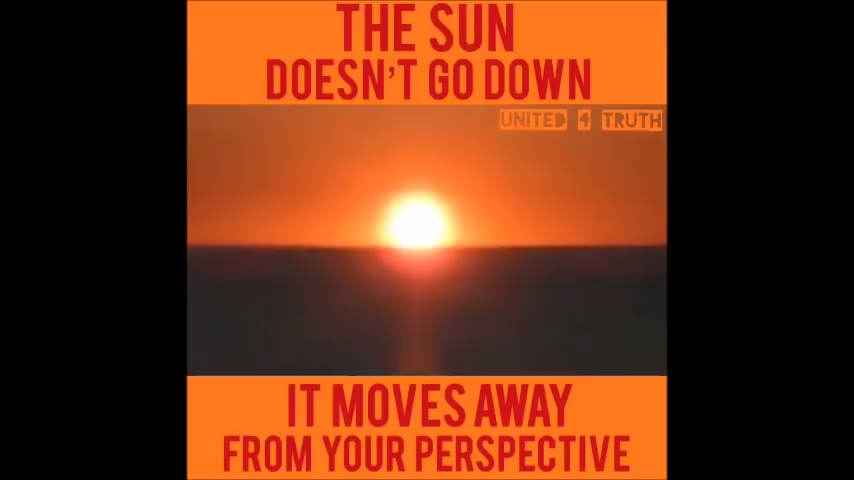 THE SUN
DOESN'T GO DOWN
UNITED 4 TRUTH
IT MOVES AWAY
FROM YOUR PERSPECTIVE